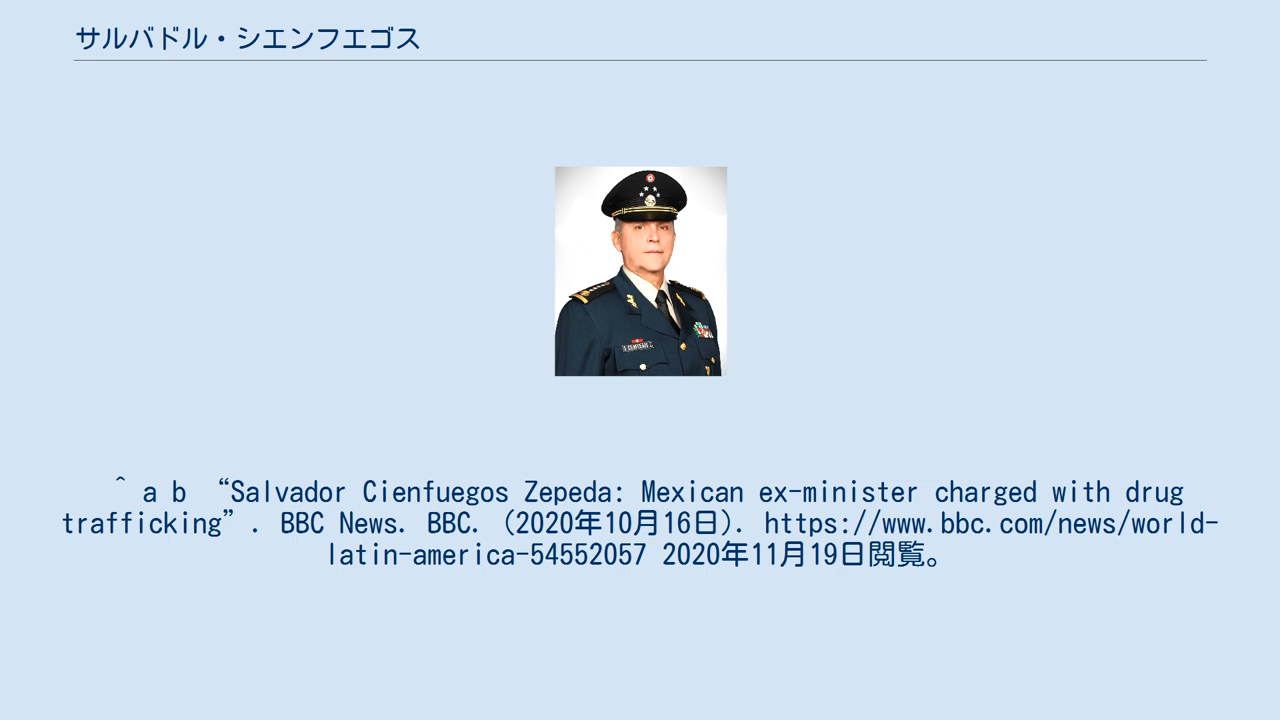 サルバドル・シエンフエゴス
^ a b “Salvador Cienfuegos Zepeda: Mexican ex-minister charged with drug
trafficking”. BBC News. BBC. (2020年10月16日). https://www.bbc.com/news/world-
latin-america-54552057 2020年11月19日閲覧。